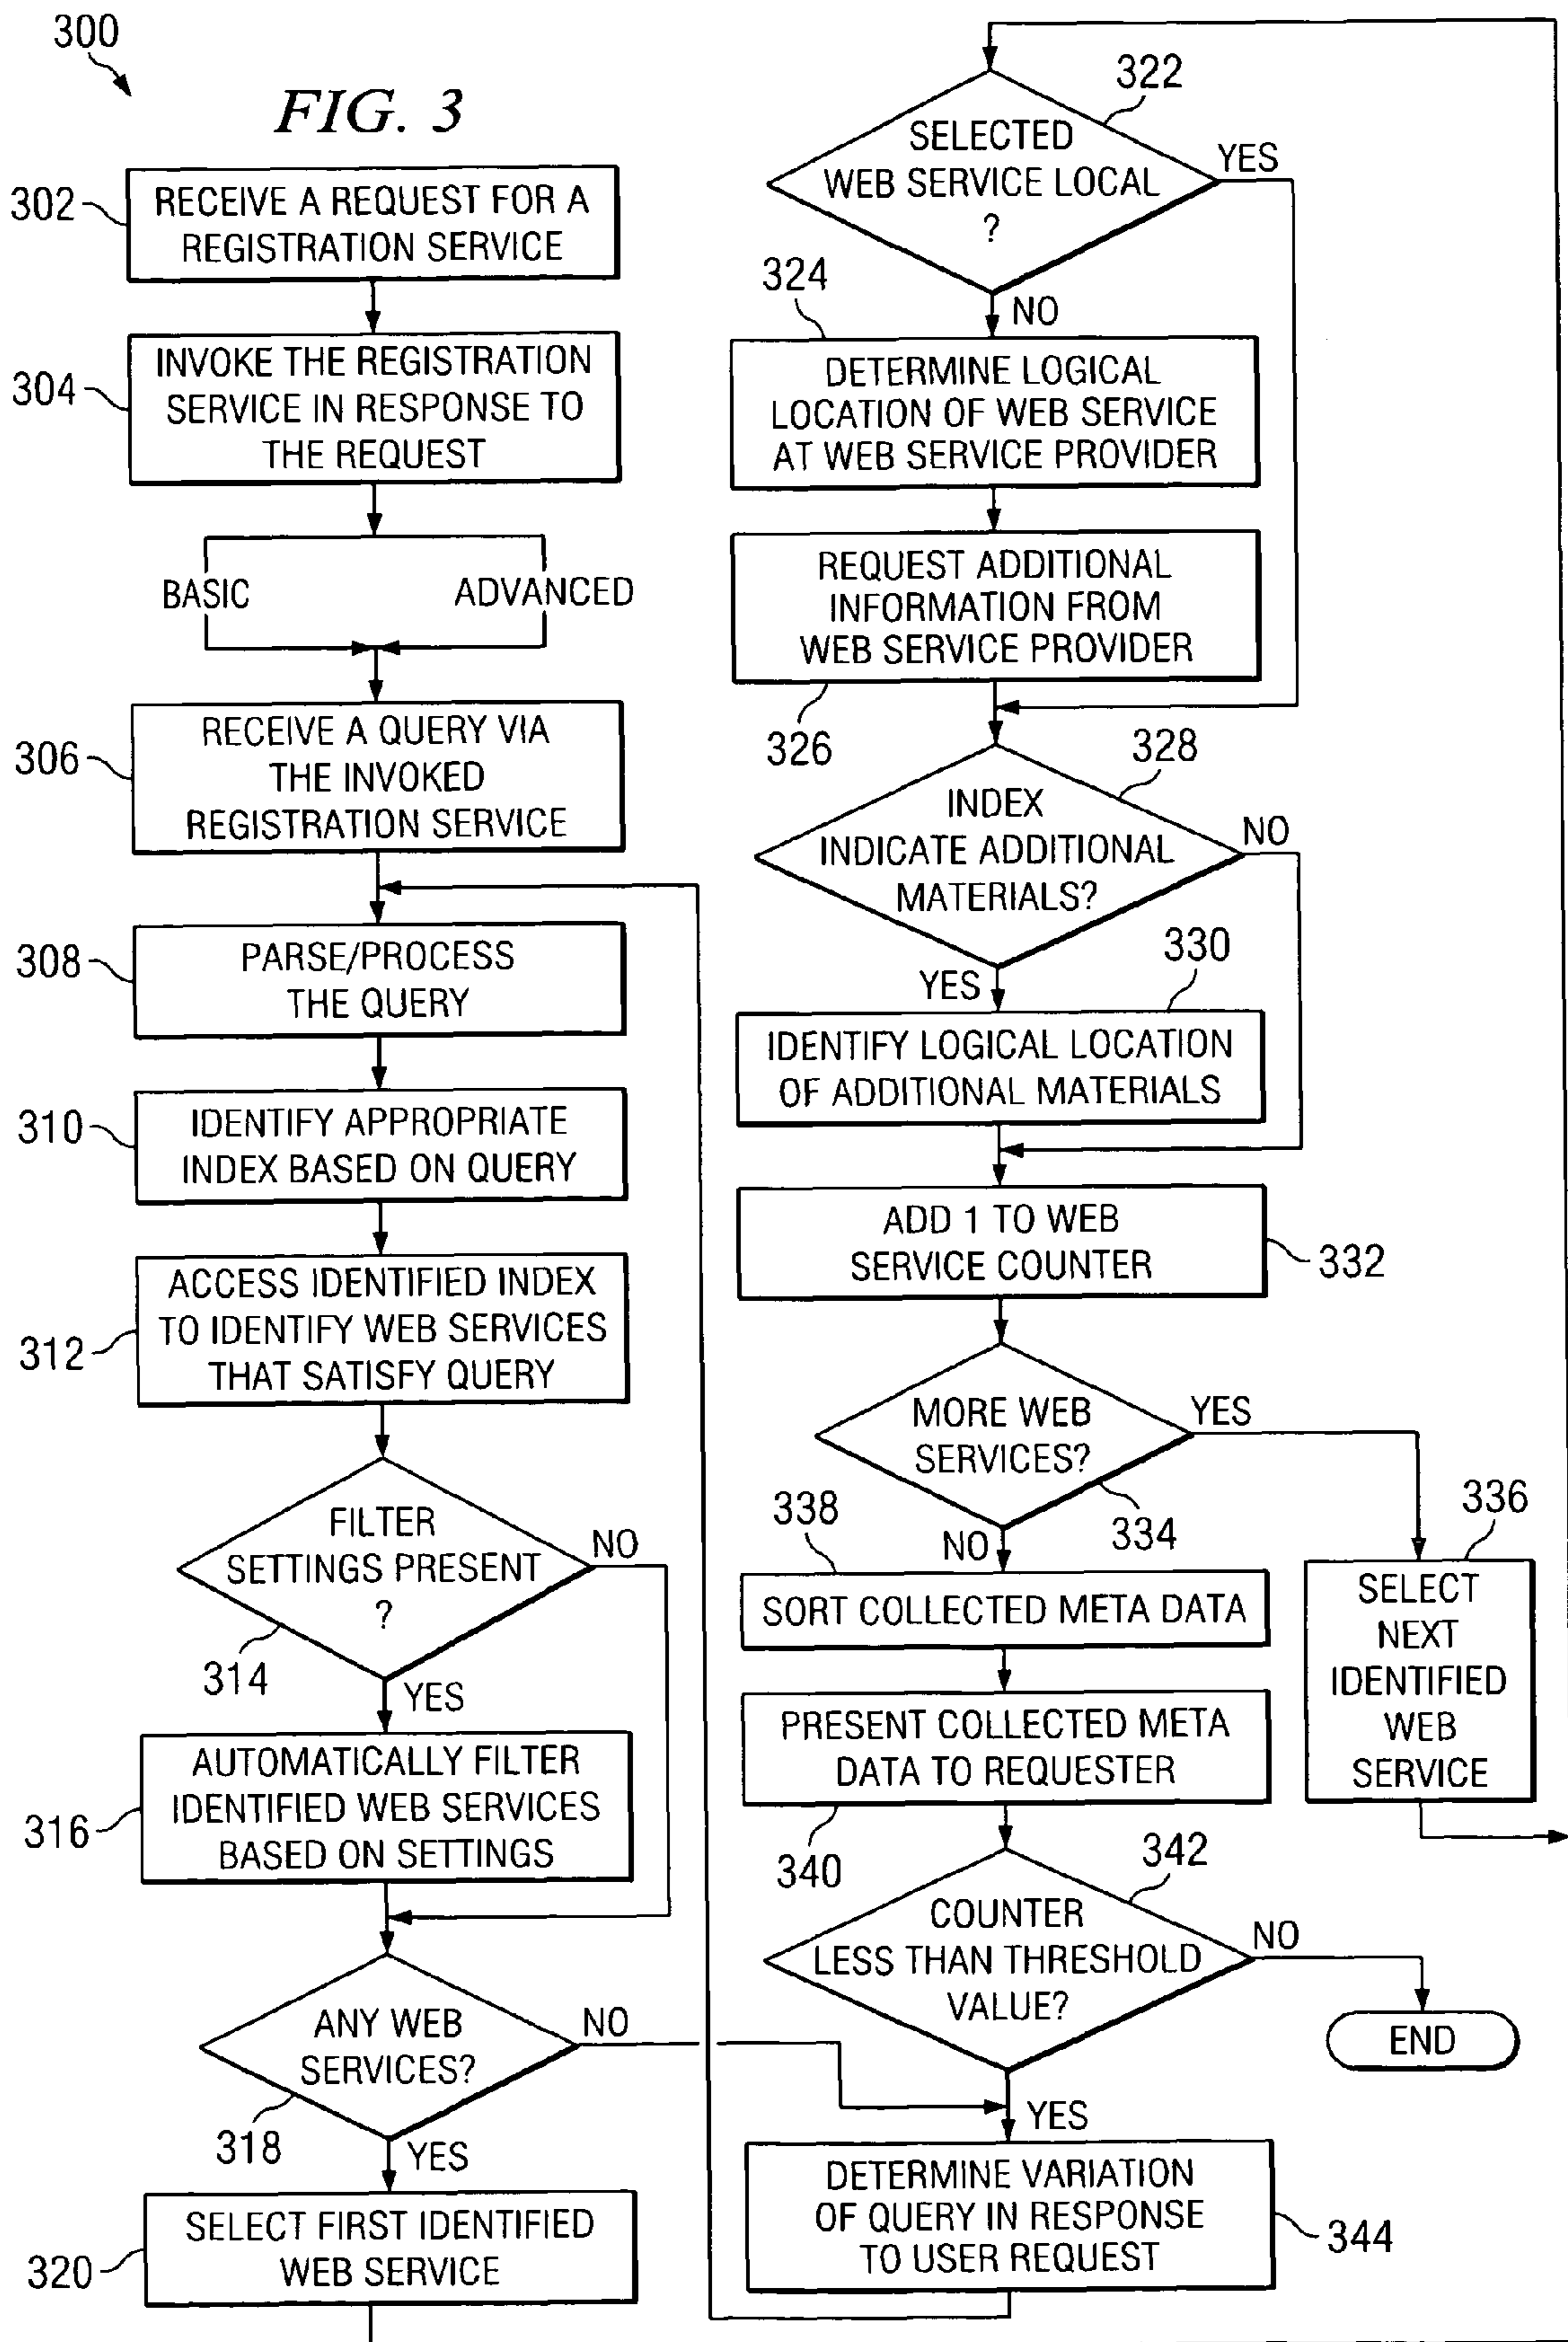 300
FIG. 3
302
RECEIVE A REQUEST FOR A
REGISTRATION SERVICE
304
INVOKE THE REGISTRATION
SERVICE IN RESPONSE TO
THE REQUEST
BASIC
ADVANCED
306
RECEIVE A QUERY VIA
THE INVOKED
REGISTRATION SERVICE
308
PARSE/PROCESS
THE QUERY
310
IDENTIFY APPROPRIATE
INDEX BASED ON QUERY
312
ACCESS IDENTIFIED INDEX
TO IDENTIFY WEB SERVICES
THAT SATISFY QUERY
FILTER
SETTINGS PRESENT
?
NO
314
YES
316
AUTOMATICALLY FILTER
IDENTIFIED WEB SERVICES
BASED ON SETTINGS
ANY WEB
SERVICES?
NO
318
YES
320
SELECT FIRST IDENTIFIED
WEB SERVICE
322
SELECTED
WEB SERVICE LOCAL
?
YES
324
NO
DETERMINE LOGICAL
LOCATION OF WEB SERVICE
AT WEB SERVICE PROVIDER
REQUEST ADDITIONAL
INFORMATION FROM
WEB SERVICE PROVIDER
326
328
INDEX
INDICATE ADDITIONAL
MATERIALS?
NO
330
YES
IDENTIFY LOGICAL LOCATION
OF ADDITIONAL MATERIALS
ADD 1 TO WEB
SERVICE COUNTER
332
MORE WEB
SERVICES?
YES
334
338
NO
336
SELECT
NEXT
IDENTIFIED
WEB
SERVICE
SORT COLLECTED META DATA
PRESENT COLLECTED META
DATA TO REQUESTER
340
342
COUNTER
LESS THAN THRESHOLD
VALUE?
NO
END
YES
DETERMINE VARIATION
OF QUERY IN RESPONSE
TO USER REQUEST
344